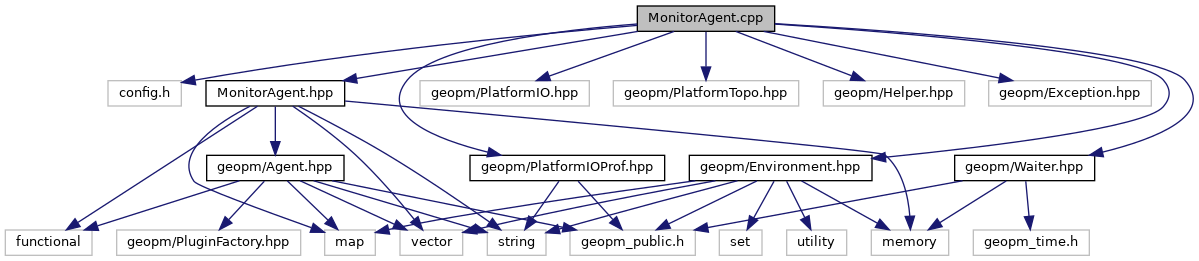 MonitorAgent.cpp
config.h
MonitorAgent.hpp
geopm/PlatformIO.hpp
geopm/PlatformTopo.hpp
geopm/Helper.hpp
geopm/Exception.hpp
geopm/Agent.hpp
geopm/PlatformIOProf.hpp
geopm/Environment.hpp
geopm/Waiter.hpp
functional
geopm/PluginFactory.hpp
map
vector
string
geopm_public.h
set
utility
memory
geopm_time.h